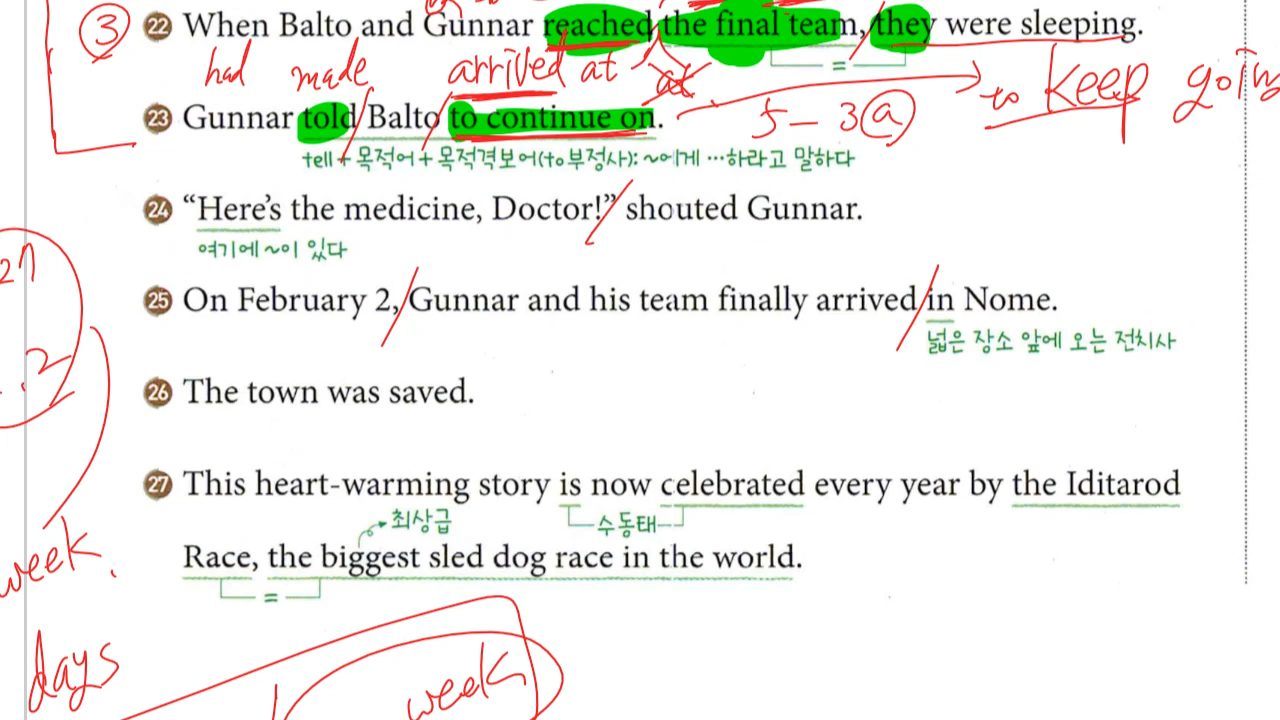 ③ 22 When Balto and Gunnar reached the final team, they were sleeping.
=
had made arrived at at to keep going
23 Gunnar told Balto to continue on.
5-3ⓐ
tell + 목적어 + 목적격보어(to부정사): ~에게 …하라고 말하다
24 “Here’s the medicine, Doctor!” shouted Gunnar.
여기에 ~이 있다
25 On February 2, Gunnar and his team finally arrived in Nome.
넓은 장소 앞에 오는 전치사
26 The town was saved.
27 This heart-warming story is now celebrated every year by the Iditarod
최상급 수동태
Race, the biggest sled dog race in the world.
=
week.
days
week